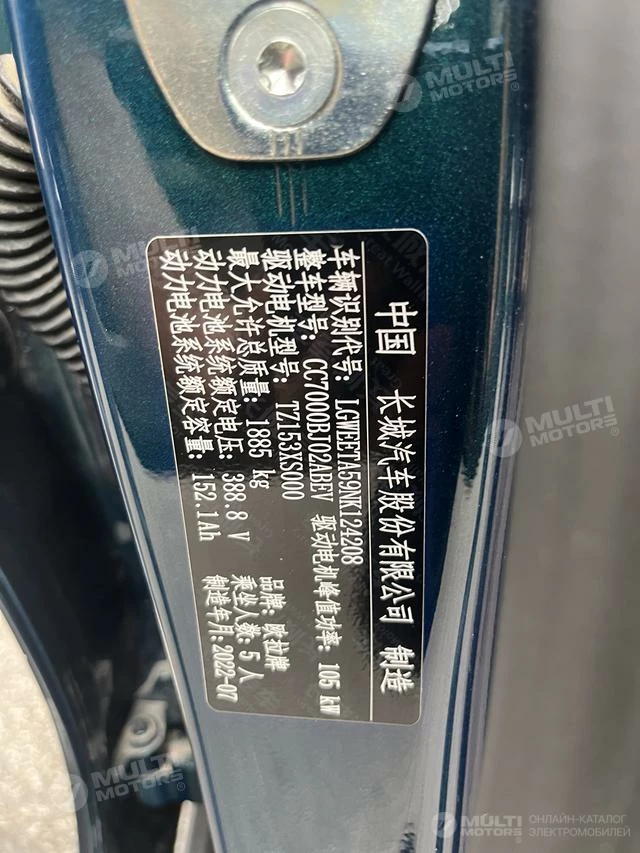 中国 长城汽车股份有限公司 制造
车辆识别代号: LGWEETA59NK124208
整车型号: CC7000BJ02ABEV 驱动电机峰值功率: 105 kW
驱动电机型号: TZ153XS000
最大允许总质量: 1885 kg
动力电池系统额定电压: 388.8 V
动力电池系统额定容量: 152.1Ah
品牌: 欧拉牌
乘坐人数: 5人
制造年月: 2022-07
MULTI MOTORS®
MULTI MOTORS®
MULTI MOTORS®
MULTI MOTORS®
MULTI MOTORS
ОНЛАЙН-КАТАЛОГ
ЭЛЕКТРОМОБИЛЕЙ